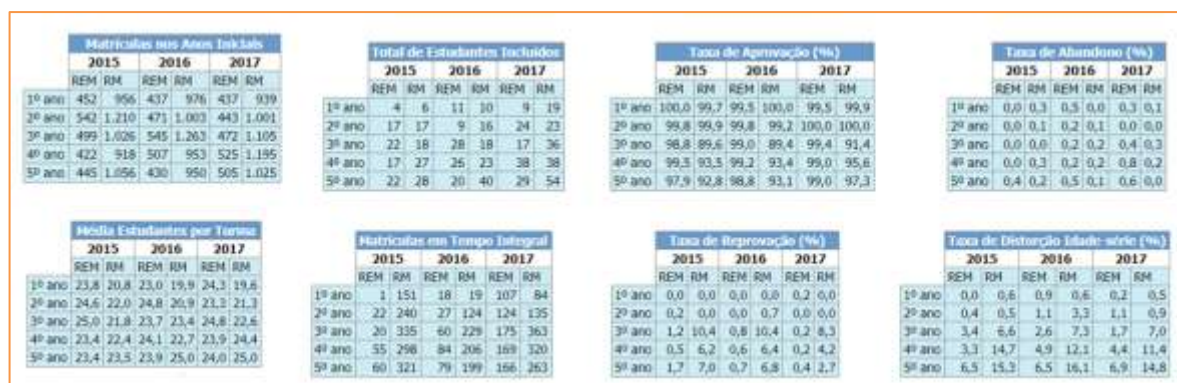 Matrículas nos Anos Iniciais
2015 2016 2017
REM RM REM RM REM RM
1º ano 452 956 437 976 437 939
2º ano 542 1.210 471 1.003 443 1.001
3º ano 499 1.026 545 1.263 472 1.105
4º ano 422 918 507 953 525 1.195
5º ano 445 1.056 430 950 505 1.025
Total de Estudantes Incluídos
2015 2016 2017
REM RM REM RM REM RM
1º ano 4 6 11 10 9 19
2º ano 17 17 9 16 24 23
3º ano 22 18 28 18 17 36
4º ano 17 27 26 23 38 38
5º ano 22 28 20 40 29 54
Taxa de Aprovação (%)
2015 2016 2017
REM RM REM RM REM RM
1º ano 100,0 99,7 99,5 100,0 99,5 99,9
2º ano 99,8 99,9 99,8 99,2 100,0 100,0
3º ano 98,8 89,6 99,0 89,4 99,4 91,4
4º ano 99,5 93,5 99,2 93,4 99,0 95,6
5º ano 97,9 92,8 98,8 93,1 99,0 97,3
Taxa de Abandono (%)
2015 2016 2017
REM RM REM RM REM RM
1º ano 0,0 0,3 0,5 0,0 0,3 0,1
2º ano 0,0 0,1 0,2 0,1 0,0 0,0
3º ano 0,0 0,0 0,2 0,2 0,4 0,3
4º ano 0,0 0,3 0,2 0,2 0,8 0,2
5º ano 0,4 0,2 0,5 0,1 0,6 0,0
Média Estudantes por Turma
2015 2016 2017
REM RM REM RM REM RM
1º ano 23,8 20,8 23,0 19,9 24,3 19,6
2º ano 24,6 22,0 24,8 20,9 23,3 21,3
3º ano 25,0 21,8 23,7 23,4 24,8 22,6
4º ano 23,4 22,4 24,1 22,7 23,9 24,4
5º ano 23,4 23,5 23,9 25,0 24,0 25,0
Matrículas em Tempo Integral
2015 2016 2017
REM RM REM RM REM RM
1º ano 1 151 18 19 107 84
2º ano 22 240 27 124 124 135
3º ano 20 335 60 229 175 363
4º ano 55 298 84 206 169 320
5º ano 60 321 79 199 166 263
Taxa de Reprovação (%)
2015 2016 2017
REM RM REM RM REM RM
1º ano 0,0 0,0 0,0 0,0 0,2 0,0
2º ano 0,2 0,0 0,0 0,7 0,0 0,0
3º ano 1,2 10,4 0,8 10,4 0,2 8,3
4º ano 0,5 6,2 0,6 6,4 0,2 4,2
5º ano 1,7 7,0 0,7 6,8 0,4 2,7
Taxa de Distorção Idade-série (%)
2015 2016 2017
REM RM REM RM REM RM
1º ano 0,0 0,6 0,9 0,6 0,2 0,5
2º ano 0,4 0,5 1,1 3,3 1,1 0,9
3º ano 3,4 6,6 2,6 7,3 1,7 7,0
4º ano 3,3 14,7 4,9 12,1 4,4 11,4
5º ano 6,5 15,3 6,5 16,1 6,9 14,8